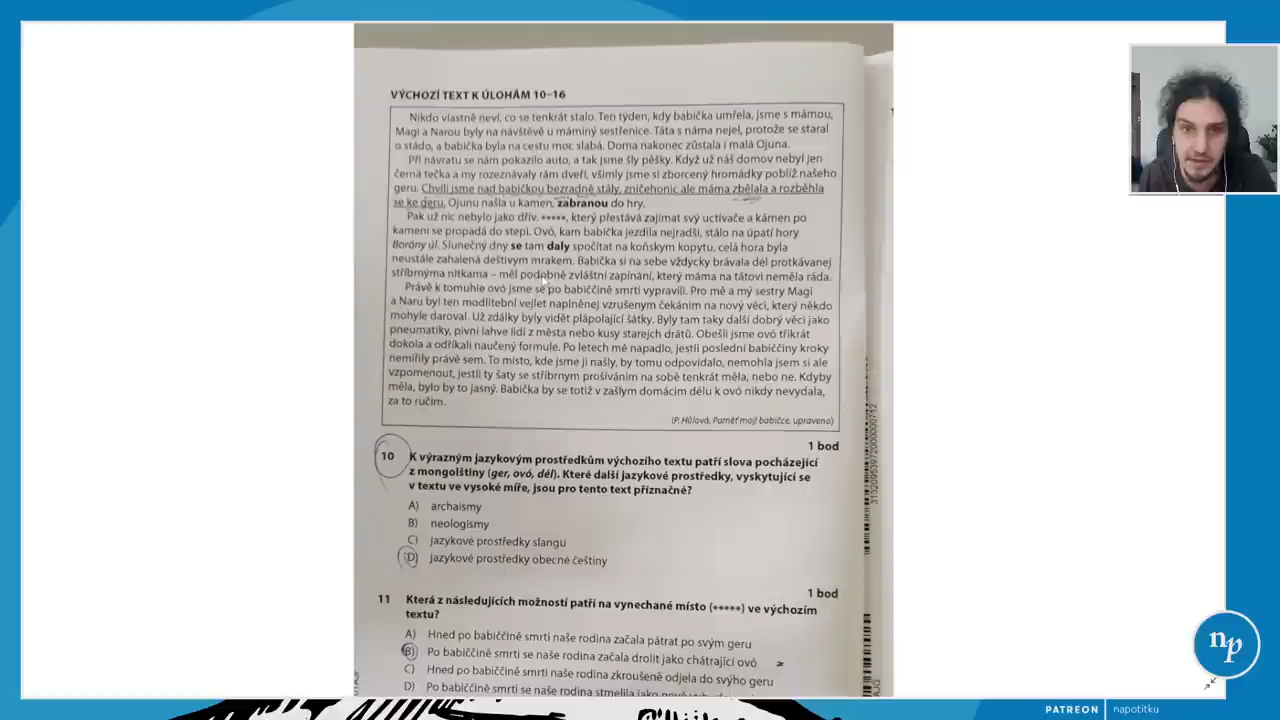 VÝCHOZÍ TEXT K ÚLOHÁM 10–16
Nikdo vlastně neví, co se tenkrát stalo. Ten týden, kdy babička umřela, jsme s mámou,
Magi a Narou byly na návštěvě u máminý sestřenice. Táta s náma nejel, protože se staral
o stádo, a babička byla na cestu moc slabá. Doma nakonec zůstala i malá Ojuna.
Při návratu se nám pokazilo auto, a tak jsme šly pěšky. Když už náš domov nebyl jen
černá tečka a my rozeznávaly rám dveří, všimly jsme si zborcený hromádky poblíž našeho
geru. Chvíli jsme nad babičkou bezradně stály, zničehonic ale máma zbělala a rozběhla
se ke geru. Ojunu našla u kamen, zabranou do hry.
Pak už nic nebylo jako dřív. *****, který přestává zajímat svý uctívače a kámen po
kameni se propadá do stepi. Ovó, kam babička jezdila nejradši, stálo na úpatí hory
Boróny úl. Slunečný dny se tam daly spočítat na koňskym kopytu, celá hora byla
neustále zahalená deštivym mrakem. Babička si na sebe vždycky brávala dél protkávanej
stříbrnýma nitkama – měl podobně zvláštní zapínání, který máma na tátovi neměla ráda.
Právě k tomuhle ovó jsme se po babiččině smrti vypravili. Pro mě a mý sestry Magi
a Naru byl ten modlitební vejlet naplněnej vzrušenym čekáním na nový věci, který někdo
mohyle daroval. Už zdálky byly vidět plápolající šátky. Byly tam taky další dobrý věci jako
pneumatiky, pivní lahve lidí z města nebo kusy starejch drátů. Obešli jsme ovó třikrát
dokola a odříkali naučený formule. Po letech mě napadlo, jestli poslední babiččiny kroky
nemířily právě sem. To místo, kde jsme ji našly, by tomu odpovídalo, nemohla jsem si ale
vzpomenout, jestli ty šaty se stříbrnym prošíváním na sobě tenkrát měla, nebo ne. Kdyby
měla, bylo by to jasný. Babička by se totiž v zašlym domácim délu k ovó nikdy nevydala,
za to ručim.
(P. Hůlová, Paměť mojí babičce, upraveno)
1 bod
10 K výrazným jazykovým prostředkům výchozího textu patří slova pocházející
z mongolštiny (ger, ovó, dél). Které další jazykové prostředky, vyskytující se
v textu ve vysoké míře, jsou pro tento text příznačné?
A) archaismy
B) neologismy
C) jazykové prostředky slangu
D) jazykové prostředky obecné češtiny
1 bod
11 Která z následujících možností patří na vynechané místo (*****) ve výchozím
textu?
A) Hned po babiččině smrti naše rodina začala pátrat po svým geru
B) Po babiččině smrti se naše rodina začala drolit jako chátrající ovó
C) Hned po babiččině smrti naše rodina zkroušeně odjela do svýho geru
D) Po babiččině smrti se naše rodina stmelila jako
np
PATREON napotitku